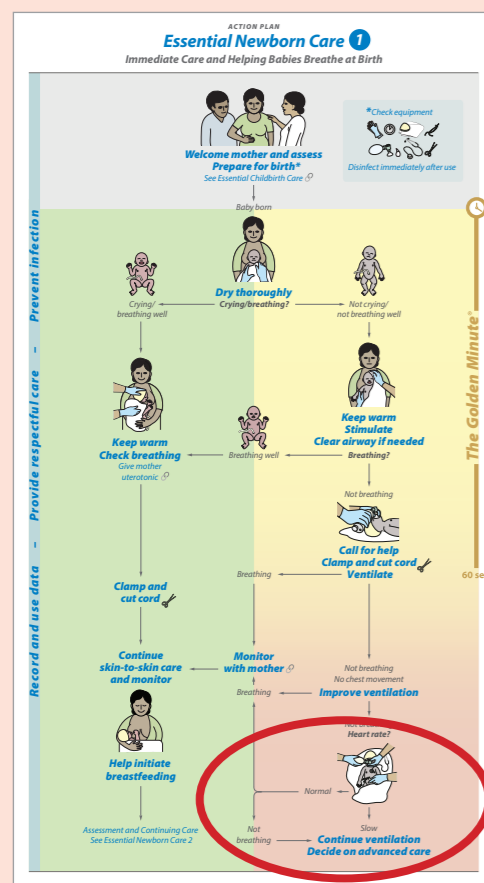 ACTION PLAN
Essential Newborn Care 1
Immediate Care and Helping Babies Breathe at Birth
*Check equipment
Disinfect immediately after use
Welcome mother and assess
Prepare for birth*
See Essential Childbirth Care
Baby born
Dry thoroughly
Crying/breathing?
Crying/
breathing well
Not crying/
not breathing well
Keep warm
Check breathing
Give mother
uterotonic
Breathing well
Keep warm
Stimulate
Clear airway if needed
Breathing?
Not breathing
Call for help
Clamp and cut cord
Ventilate
Breathing
Clamp and
cut cord
Continue
skin-to-skin care
and monitor
Monitor
with mother
Not breathing
No chest movement
Breathing
Improve ventilation
Heart rate?
Help initiate
breastfeeding
Normal
Assessment and Continuing Care
See Essential Newborn Care 2
Not
breathing
Slow
Continue ventilation
Decide on advanced care
Record and use data – Provide respectful care – Prevent infection
The Golden Minute®
60 se